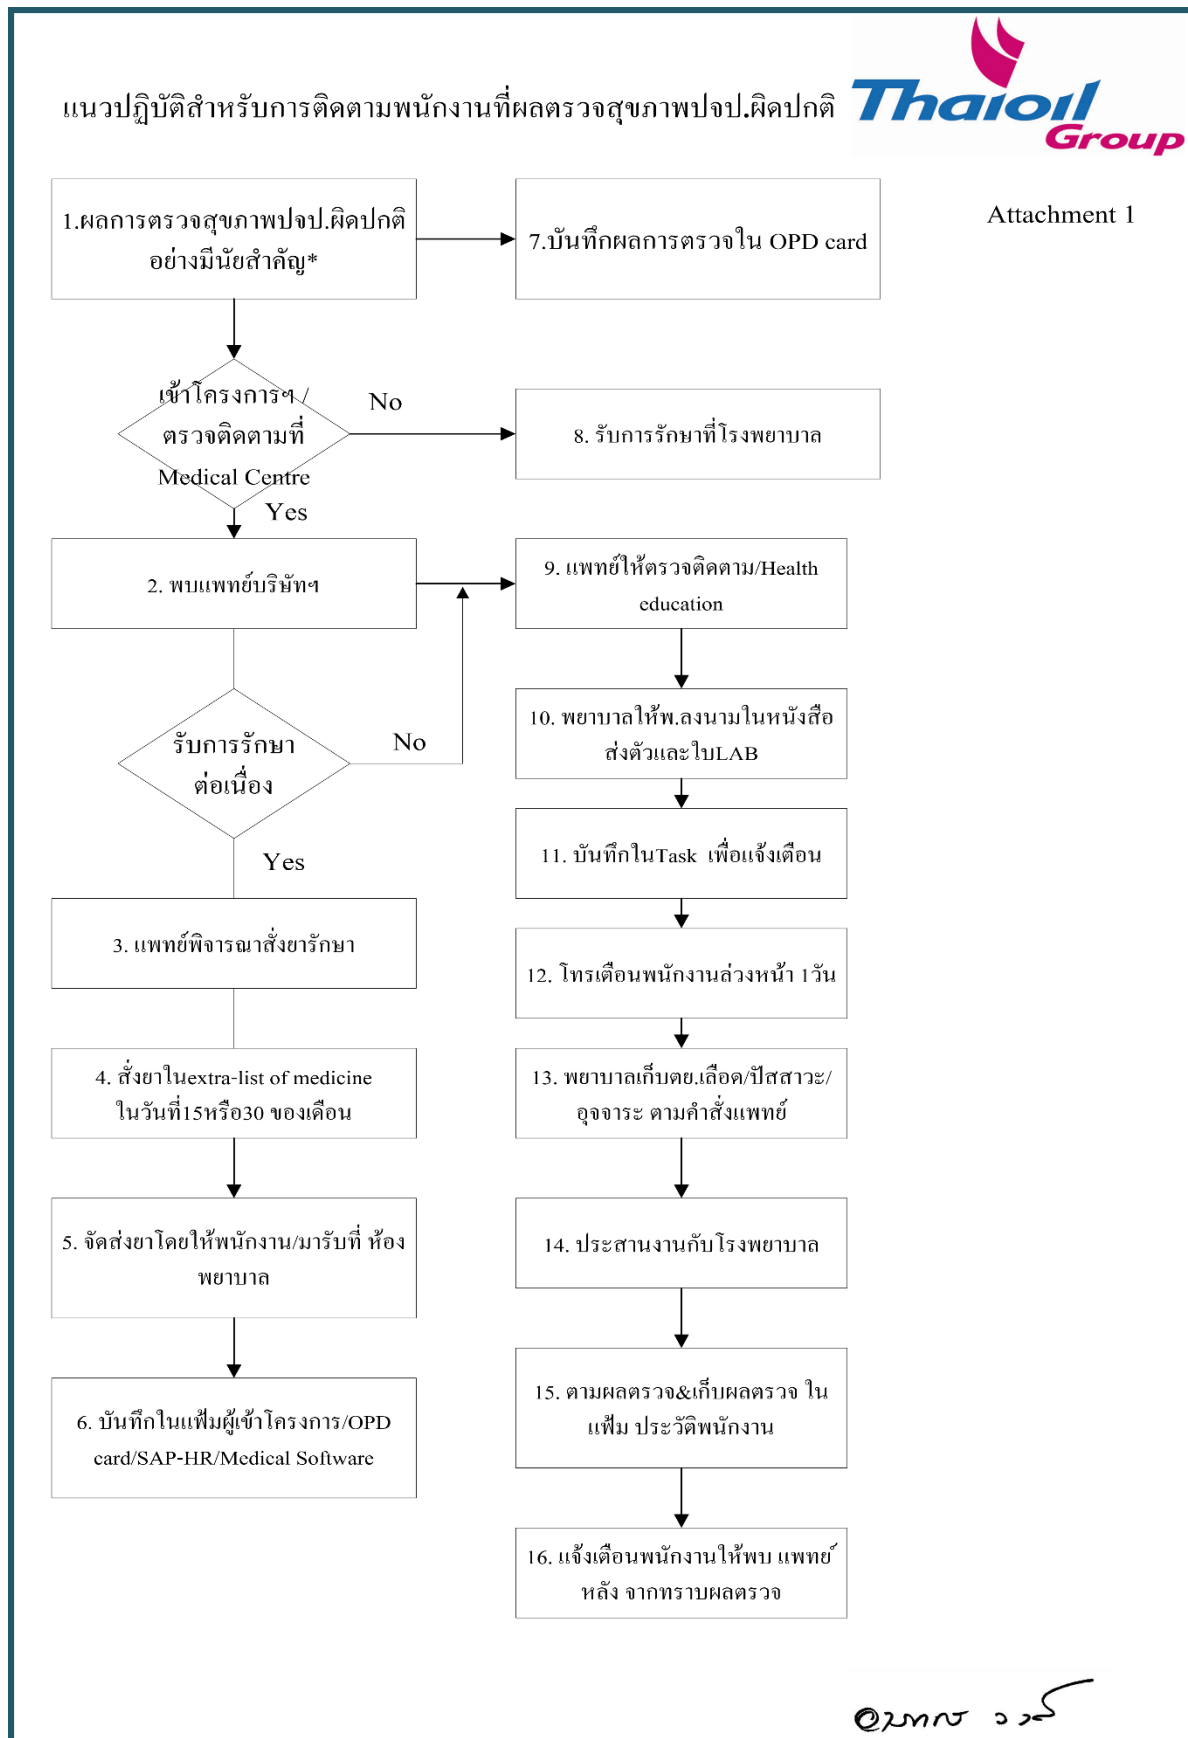 แนวปฏิบัติสำหรับการติดตามพนักงานที่ผลตรวจสุขภาพปจป.ผิดปกติ
Thaioil
Group
Attachment 1
1.ผลการตรวจสุขภาพปจป.ผิดปกติ
อย่างมีนัยสำคัญ*
7.บันทึกผลการตรวจใน OPD card
เข้าโครงการฯ /
ตรวจติดตามที่
Medical Centre
No
8. รับการรักษาที่โรงพยาบาล
Yes
2. พบแพทย์บริษัทฯ
9. แพทย์ให้ตรวจติดตาม/Health
education
รับการรักษา
ต่อเนื่อง
No
10. พยาบาลให้พ.ลงนามในหนังสือ
ส่งตัวและใบLAB
Yes
11. บันทึกในTask เพื่อแจ้งเตือน
3. แพทย์พิจารณาสั่งยารักษา
12. โทรเตือนพนักงานล่วงหน้า 1วัน
4. สั่งยาในextra-list of medicine
ในวันที่15หรือ30 ของเดือน
13. พยาบาลเก็บตย.เลือด/ปัสสาวะ/
อุจจาระ ตามคำสั่งแพทย์
5. จัดส่งยาโดยให้พนักงาน/มารับที่ ห้อง
พยาบาล
14. ประสานงานกับโรงพยาบาล
6. บันทึกในแฟ้มผู้เข้าโครงการ/OPD
card/SAP-HR/Medical Software
15. ตามผลตรวจ&เก็บผลตรวจ ใน
แฟ้ม ประวัติพนักงาน
16. แจ้งเตือนพนักงานให้พบ แพทย์
หลัง จากทราบผลตรวจ